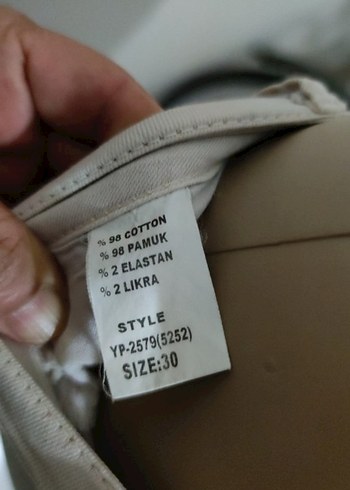 % 98 COTTON
% 98 PAMUK
% 2 ELASTAN
% 2 LIKRA
STYLE
YP-2579(5252)
SIZE:30